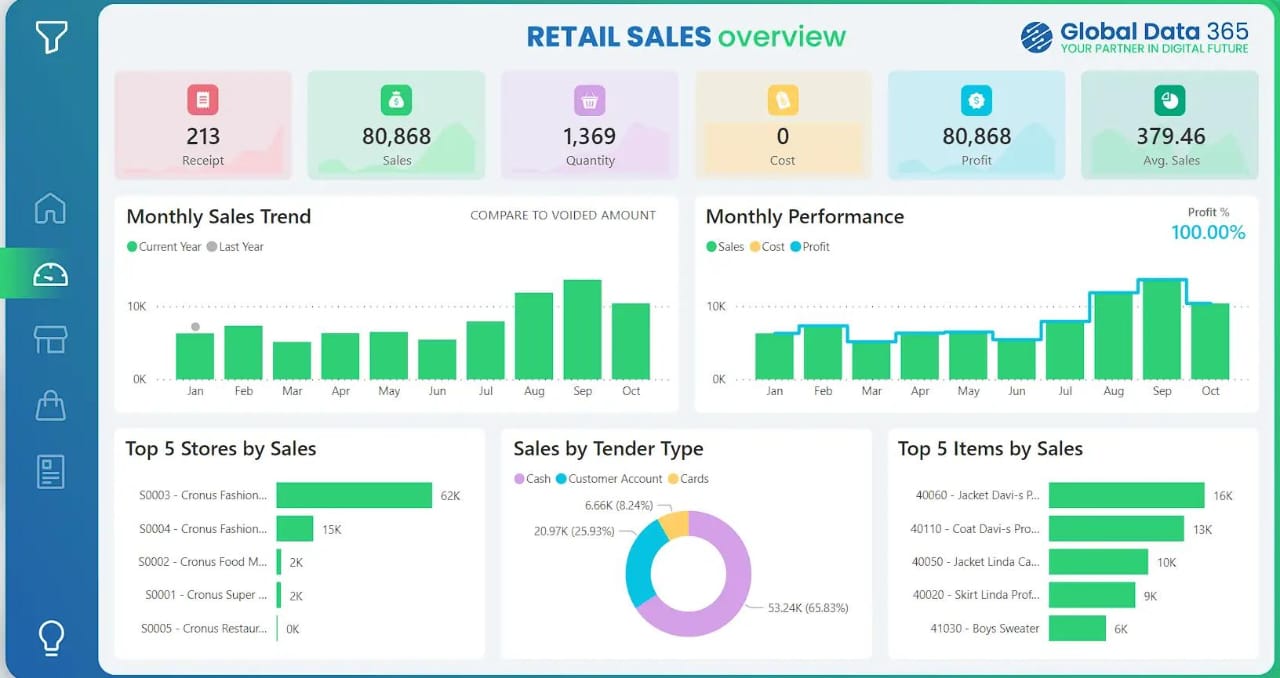 RETAIL SALES overview
Global Data 365
YOUR PARTNER IN DIGITAL FUTURE
213
Receipt
80,868
Sales
1,369
Quantity
0
Cost
80,868
Profit
379.46
Avg. Sales
Monthly Sales Trend
COMPARE TO VOIDED AMOUNT
Current Year Last Year
10K
0K
Jan Feb Mar Apr May Jun Jul Aug Sep Oct
Monthly Performance
Profit %
100.00%
Sales Cost Profit
10K
0K
Jan Feb Mar Apr May Jun Jul Aug Sep Oct
Top 5 Stores by Sales
S0003 - Cronus Fashion... 62K
S0004 - Cronus Fashion... 15K
S0002 - Cronus Food M... 2K
S0001 - Cronus Super ... 2K
S0005 - Cronus Restaur... 0K
Sales by Tender Type
Cash Customer Account Cards
6.66K (8.24%)
20.97K (25.93%)
53.24K (65.83%)
Top 5 Items by Sales
40060 - Jacket Davi-s P... 16K
40110 - Coat Davi-s Pro... 13K
40050 - Jacket Linda Ca... 10K
40020 - Skirt Linda Prof... 9K
41030 - Boys Sweater 6K